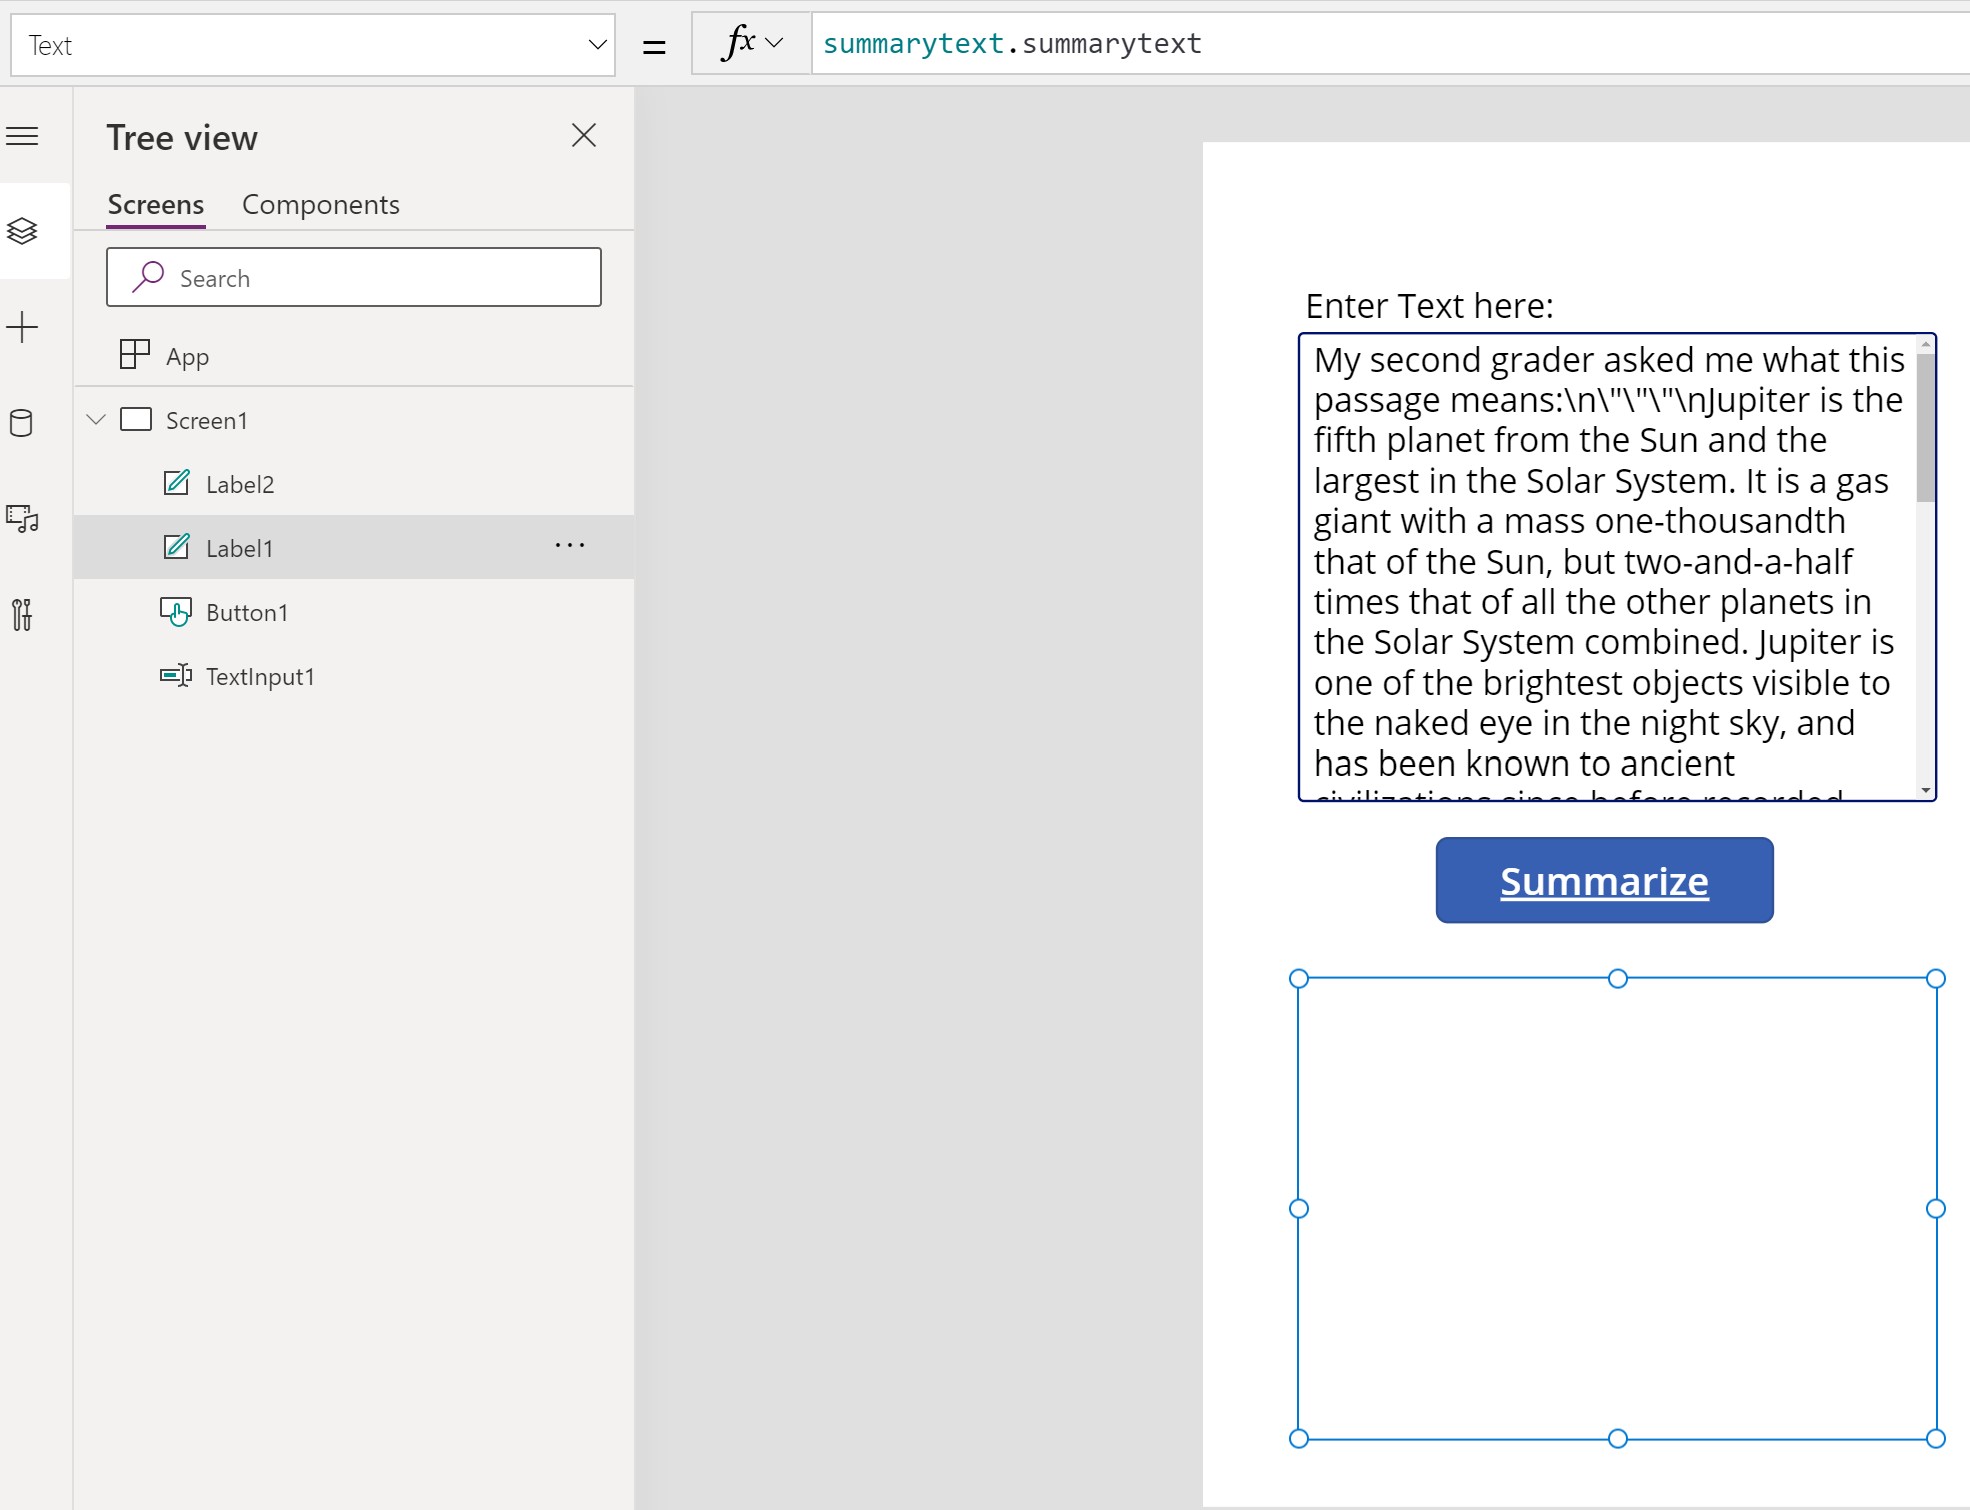 Text
=
fx
summarytext.summarytext
Tree view
Screens
Components
Search
App
Screen1
Label2
Label1
Button1
TextInput1
Enter Text here:
My second grader asked me what this
passage means:\n\"\"\"\nJupiter is the
fifth planet from the Sun and the
largest in the Solar System. It is a gas
giant with a mass one-thousandth
that of the Sun, but two-and-a-half
times that of all the other planets in
the Solar System combined. Jupiter is
one of the brightest objects visible to
the naked eye in the night sky, and
has been known to ancient
civilizations since before recorded
Summarize